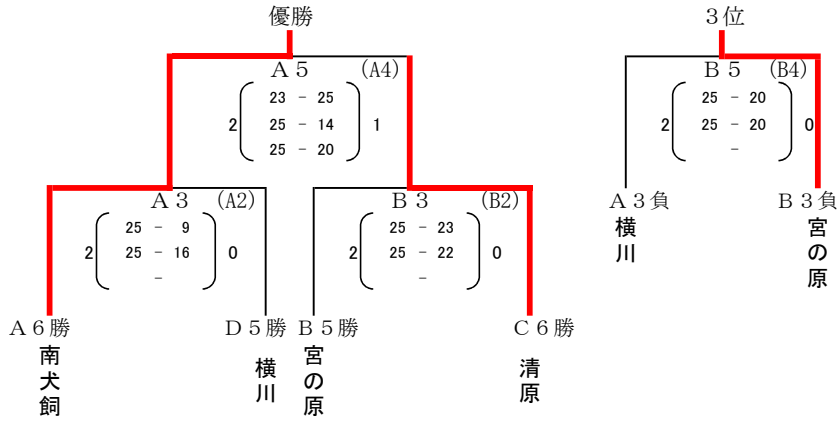 優勝
３位
Ａ５ (A4)
23 － 25
2 25 － 14 1
25 － 20
Ｂ５ (B4)
25 － 20
2 25 － 20 0
－
Ａ３ (A2)
25 － 9
2 25 － 16 0
－
Ｂ３ (B2)
25 － 23
2 25 － 22 0
－
Ａ３負
横川
Ｂ３負
宮の原
Ａ６勝
南犬飼
Ｄ５勝
横川
Ｂ５勝
宮の原
Ｃ６勝
清原